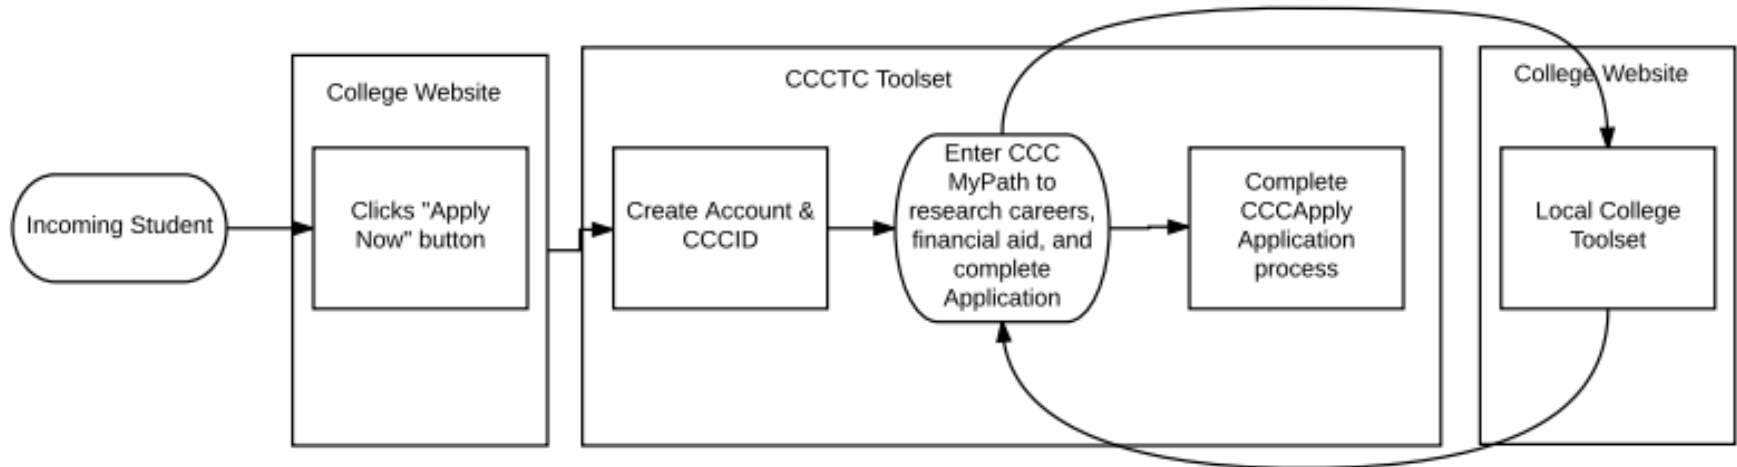 Incoming Student
College Website
Clicks "Apply
Now" button
CCCTC Toolset
Create Account &
CCCID
Enter CCC
MyPath to
research careers,
financial aid, and
complete
Application
Complete
CCCApply
Application
process
College Website
Local College
Toolset